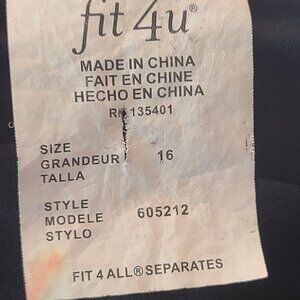 fit 4u®
MADE IN CHINA
FAIT EN CHINE
HECHO EN CHINA
135401
SIZE
GRANDEUR 16
TALLA
STYLE
MODELE 605212
STYLO
FIT 4 ALL® SEPARATES